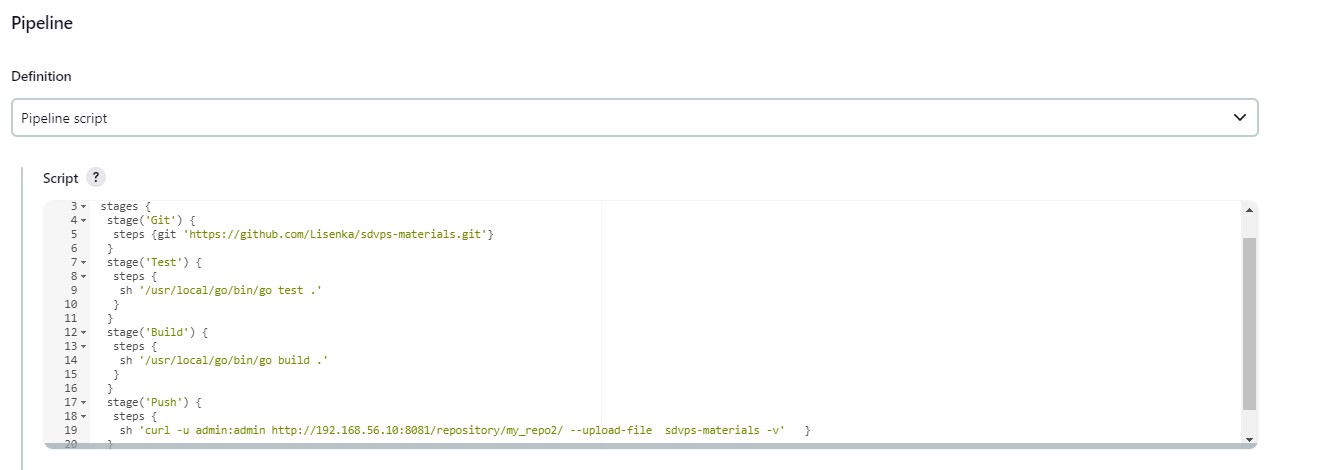 Pipeline
Definition
Pipeline script
Script ?
3 stages {
4 stage('Git') {
5 steps {git 'https://github.com/Lisenka/sdvps-materials.git'}
6 }
7 stage('Test') {
8 steps {
9 sh '/usr/local/go/bin/go test .'
10 }
11 }
12 stage('Build') {
13 steps {
14 sh '/usr/local/go/bin/go build .'
15 }
16 }
17 stage('Push') {
18 steps {
19 sh 'curl -u admin:admin http://192.168.56.10:8081/repository/my_repo2/ --upload-file  sdvps-materials -v'   }
20 }